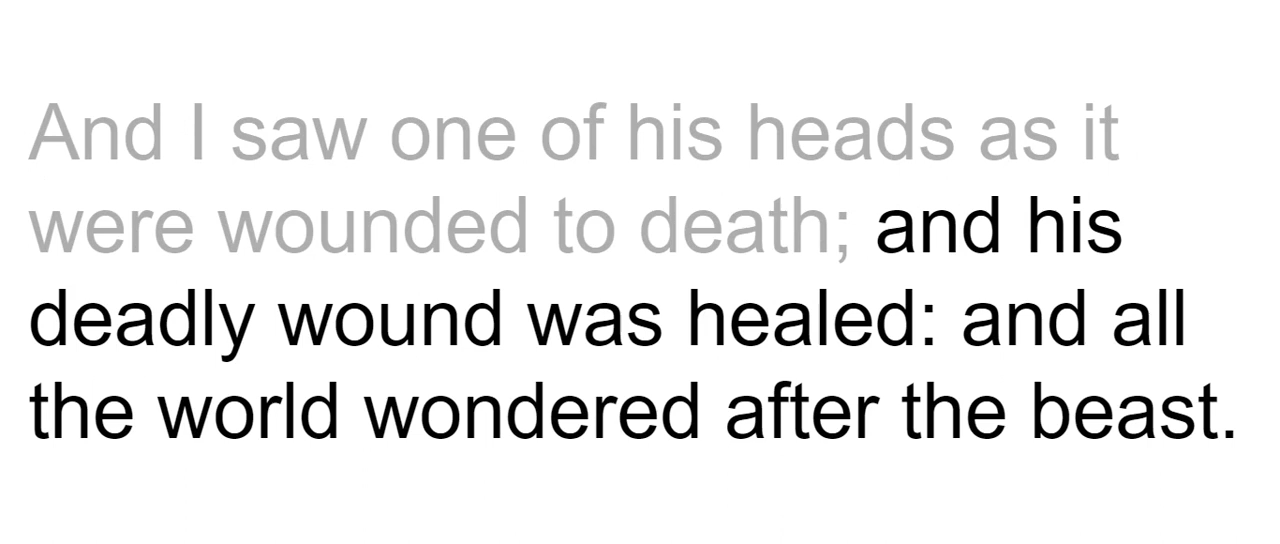 And I saw one of his heads as it
were wounded to death; and his
deadly wound was healed: and all
the world wondered after the beast.